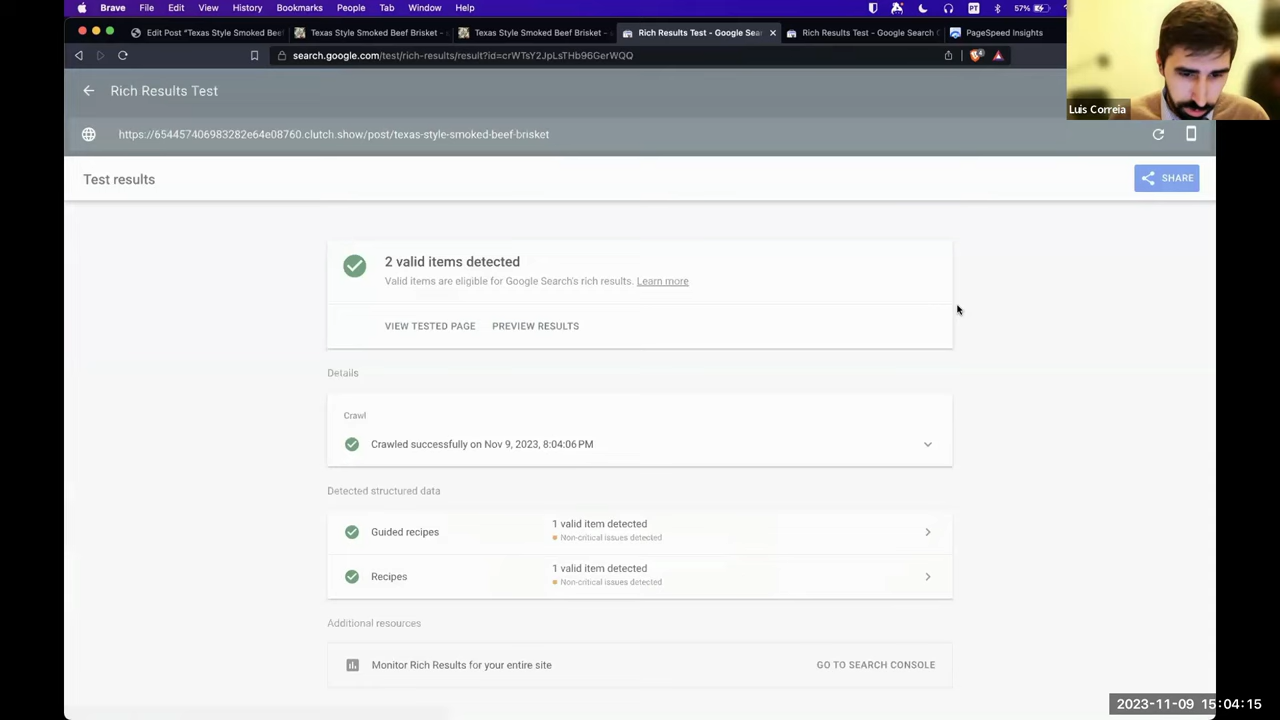 Brave File Edit View History Bookmarks People Tab Window Help PT 57%
Edit Post "Texas Style Smoked Beef
Texas Style Smoked Beef Brisket -
Texas Style Smoked Beef Brisket -
Rich Results Test - Google Sea
Rich Results Test - Google Search C
PageSpeed Insights
search.google.com/test/rich-results/result?id=crWTsY2JpLsTHb96GerWQQ
Rich Results Test
https://654457406983282e64e08760.clutch.show/post/texas-style-smoked-beef-brisket
Luis Correia
Test results
SHARE
2 valid items detected
Valid items are eligible for Google Search's rich results. Learn more
VIEW TESTED PAGE PREVIEW RESULTS
Details
Crawl
Crawled successfully on Nov 9, 2023, 8:04:06 PM
Detected structured data
Guided recipes
1 valid item detected
Non-critical issues detected
Recipes
1 valid item detected
Non-critical issues detected
Additional resources
Monitor Rich Results for your entire site GO TO SEARCH CONSOLE
2023-11-09 15:04:15